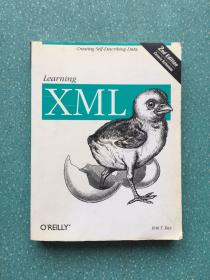 Creating Self-Describing Data
2nd Edition
Learning
XML
O'REILLY®
Erik T. Ray